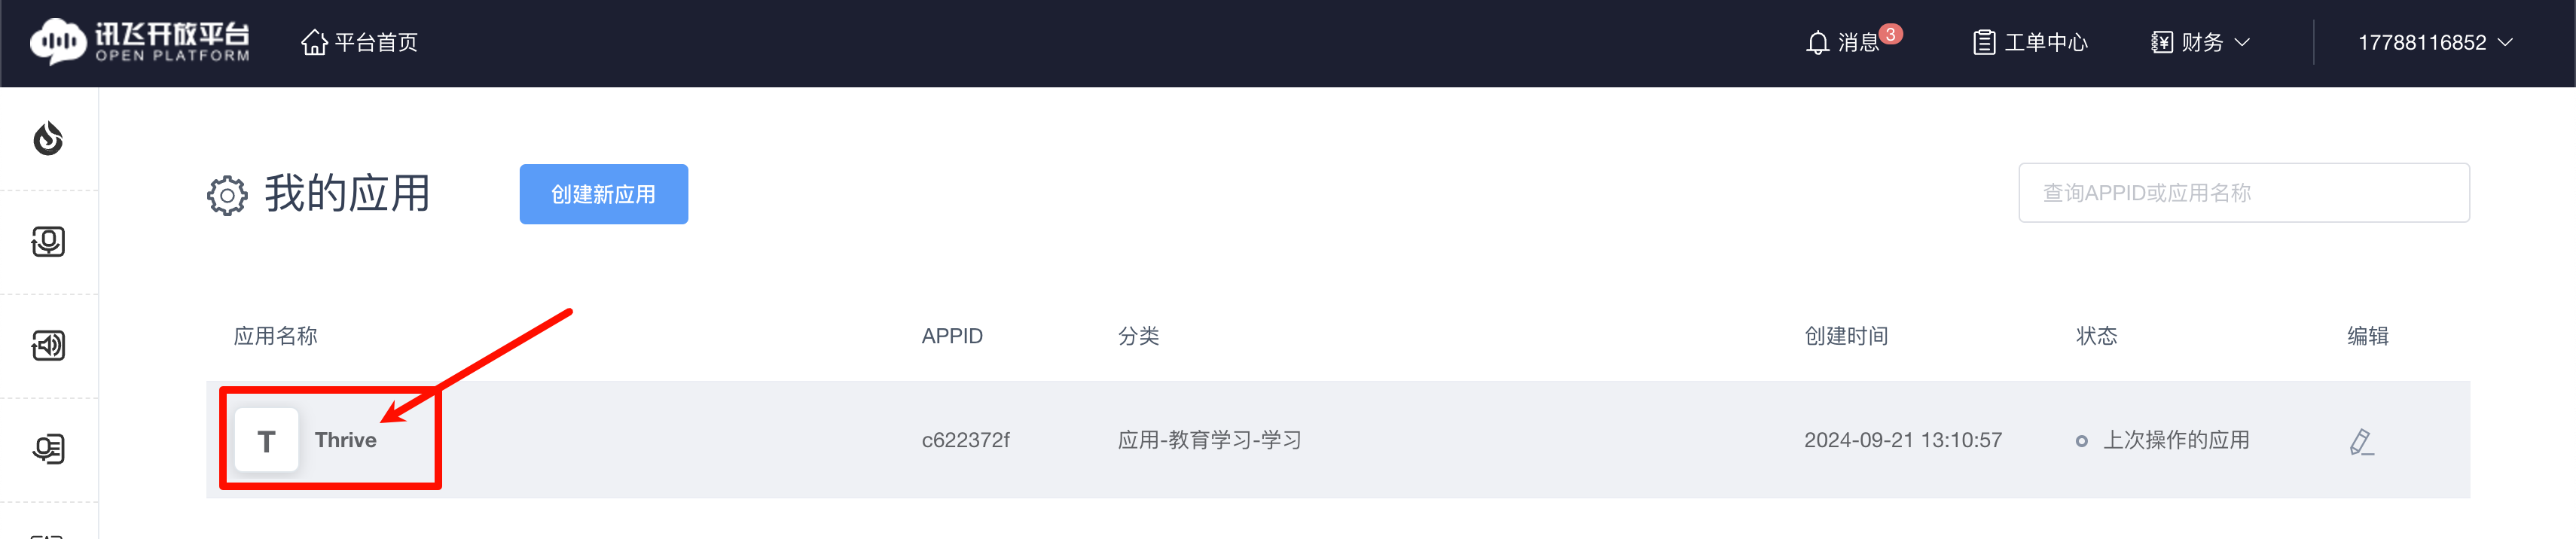 讯飞开放平台
OPEN PLATFORM
平台首页
消息 3
工单中心
财务
17788116852
我的应用
创建新应用
查询APPID或应用名称
应用名称 APPID 分类 创建时间 状态 编辑
T Thrive c622372f 应用-教育学习-学习 2024-09-21 13:10:57 上次操作的应用